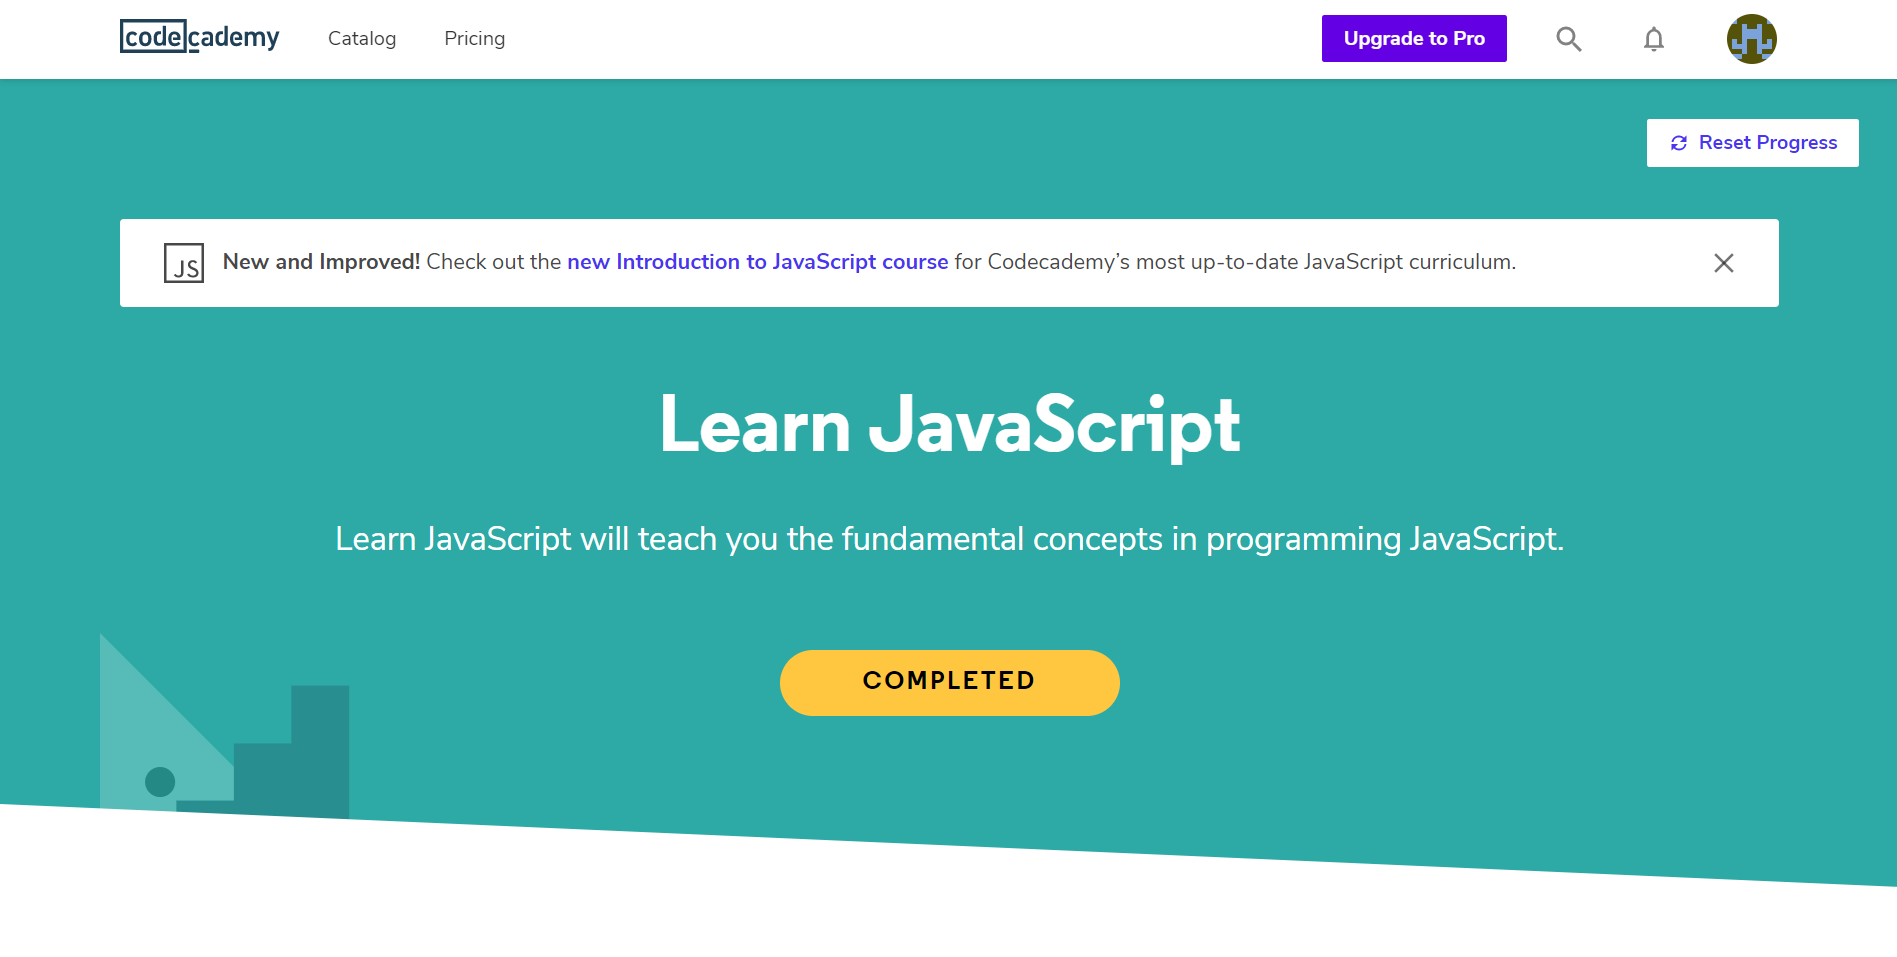 codecademy
Catalog
Pricing
Upgrade to Pro
Reset Progress
JS
New and Improved! Check out the new Introduction to JavaScript course for Codecademy’s most up-to-date JavaScript curriculum.
Learn JavaScript
Learn JavaScript will teach you the fundamental concepts in programming JavaScript.
COMPLETED